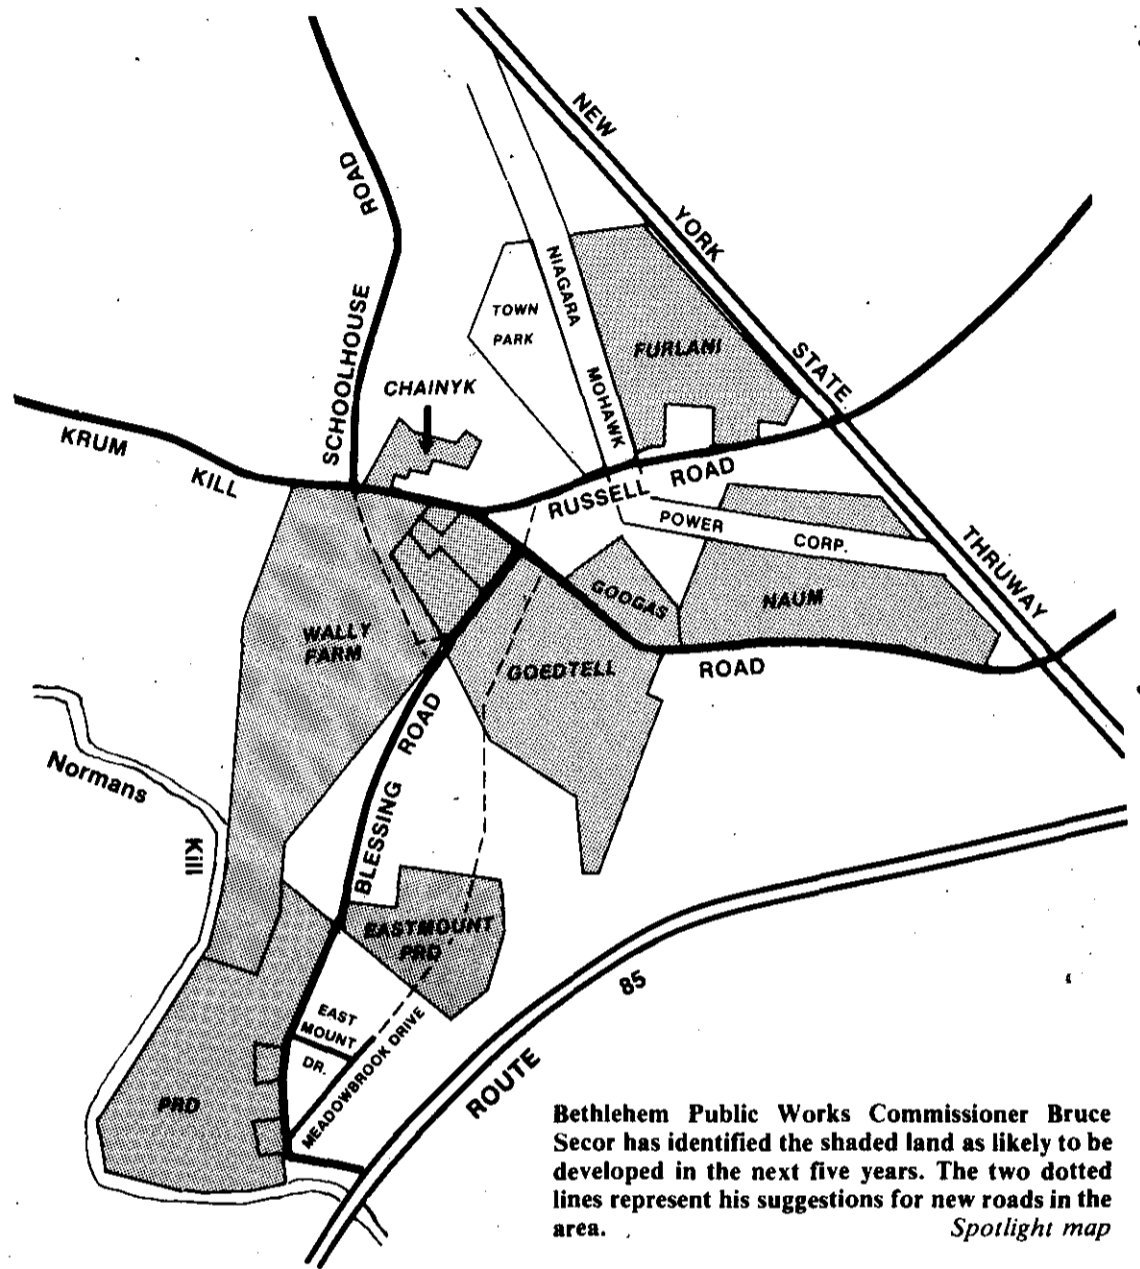 NEW
YORK
STATE
THRUWAY
SCHOOLHOUSE ROAD
NIAGARA
MOHAWK
POWER
CORP.
TOWN
PARK
FURLANI
CHAINYK
KRUM
KILL
ROAD
RUSSELL ROAD
WALLY
FARM
GODGAS
NAUM
GOEDTELL
BLESSING ROAD
Normans
Kill
EASTMOUNT
PRD
EAST
MOUNT
DR.
MEADOWBROOK DRIVE
PRD
ROUTE
85
Bethlehem Public Works Commissioner Bruce
Secor has identified the shaded land as likely to be
developed in the next five years. The two dotted
lines represent his suggestions for new roads in the
area. Spotlight map